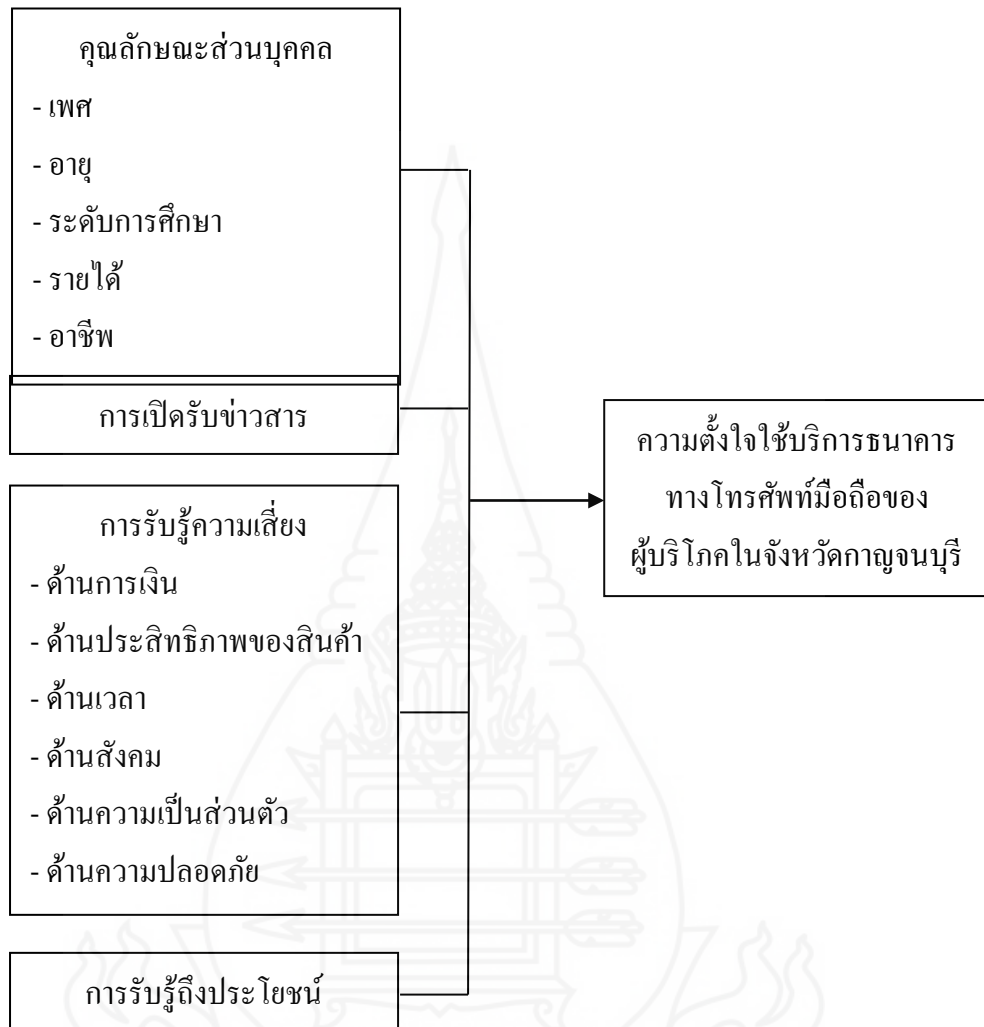 คุณลักษณะส่วนบุคคล
- เพศ
- อายุ
- ระดับการศึกษา
- รายได้
- อาชีพ
การเปิดรับข่าวสาร
การรับรู้ความเสี่ยง
- ด้านการเงิน
- ด้านประสิทธิภาพของสินค้า
- ด้านเวลา
- ด้านสังคม
- ด้านความเป็นส่วนตัว
- ด้านความปลอดภัย
การรับรู้ถึงประโยชน์
ความตั้งใจใช้บริการธนาคาร
ทางโทรศัพท์มือถือของ
ผู้บริโภคในจังหวัดกาญจนบุรี